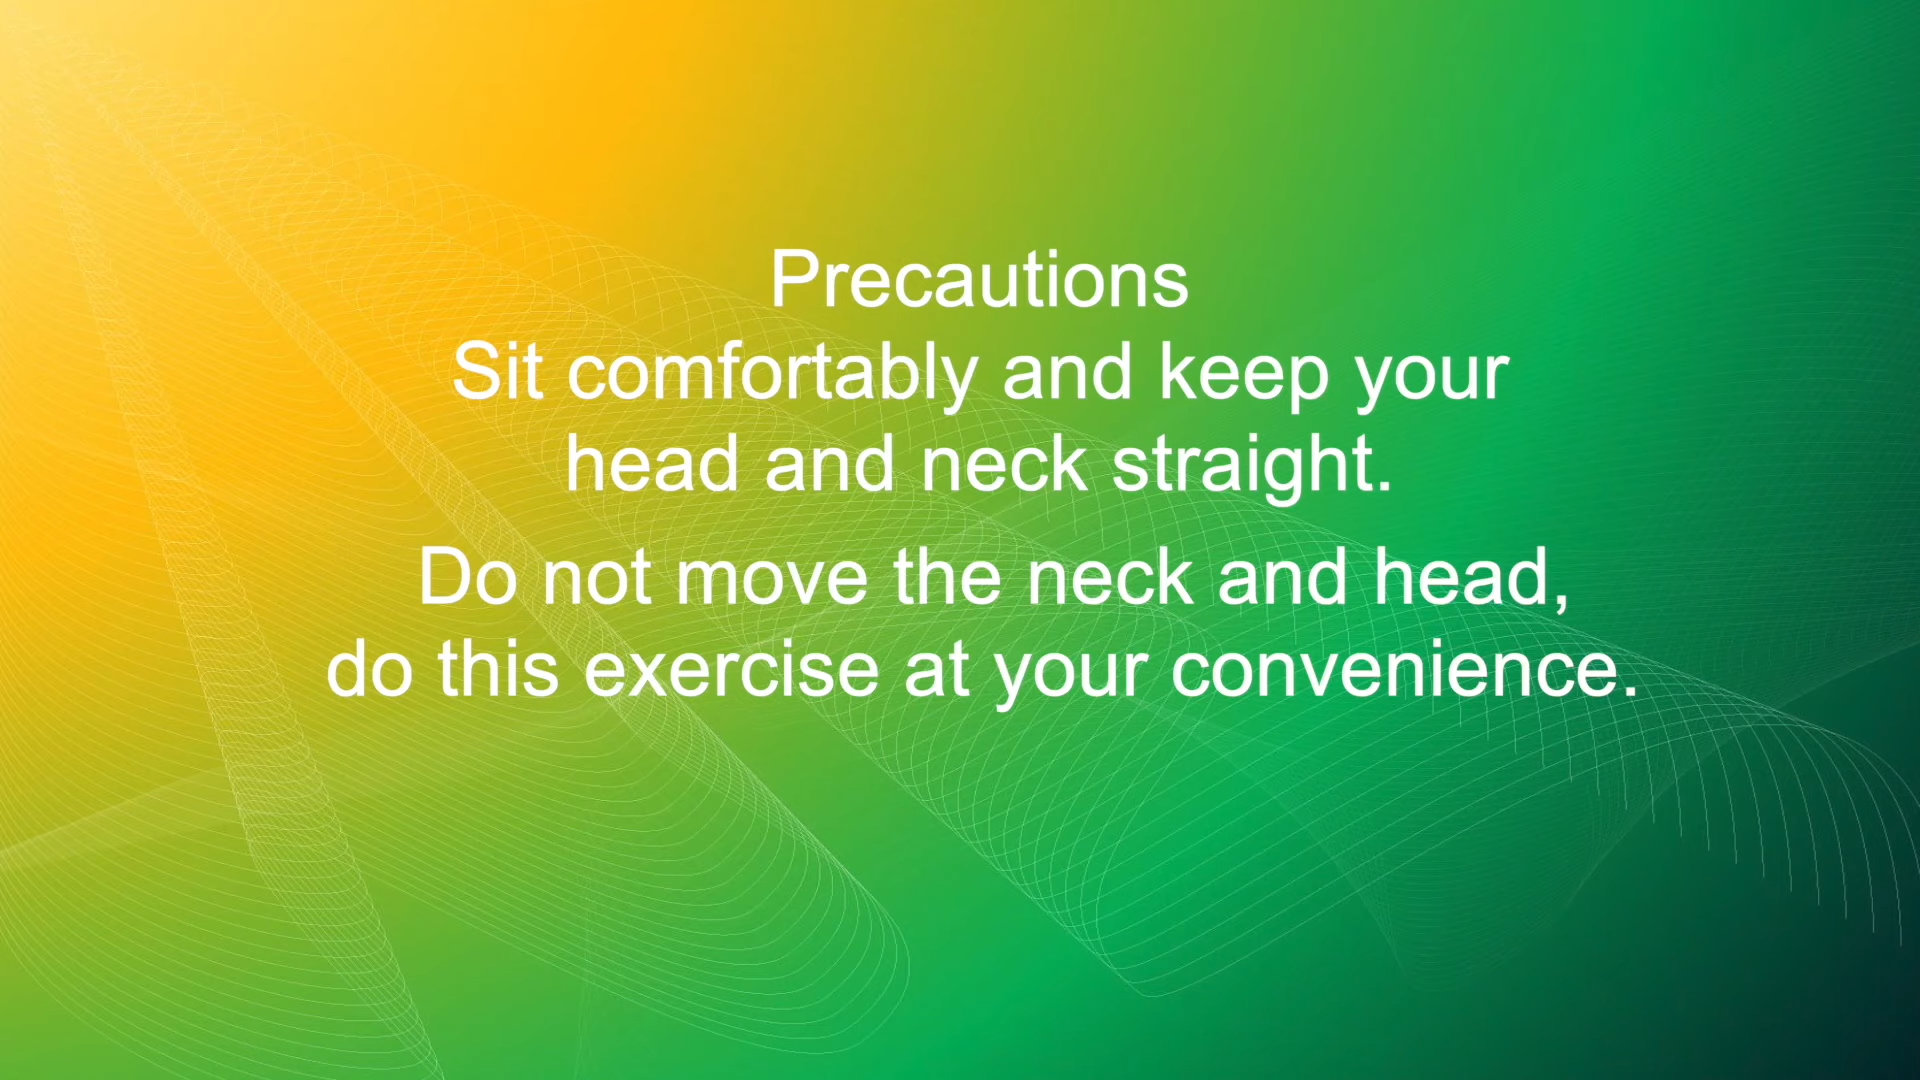 Precautions
Sit comfortably and keep your
head and neck straight.
Do not move the neck and head,
do this exercise at your convenience.